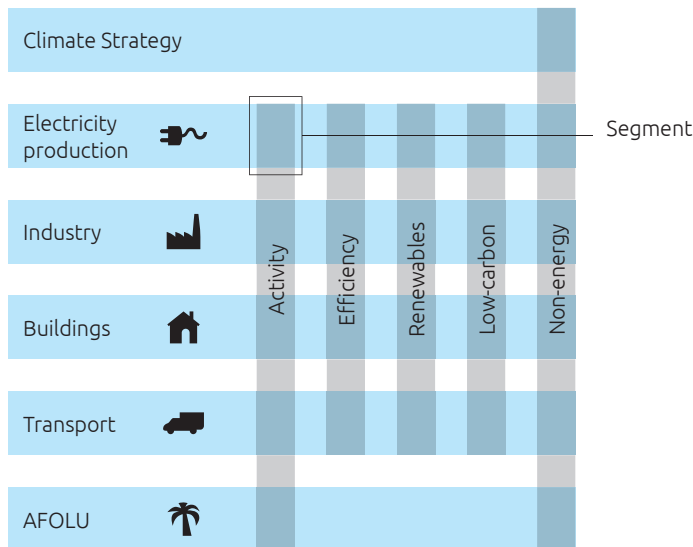 Climate Strategy
Electricity
production
Segment
Industry
Activity
Efficiency
Renewables
Low-carbon
Non-energy
Buildings
Transport
AFOLU